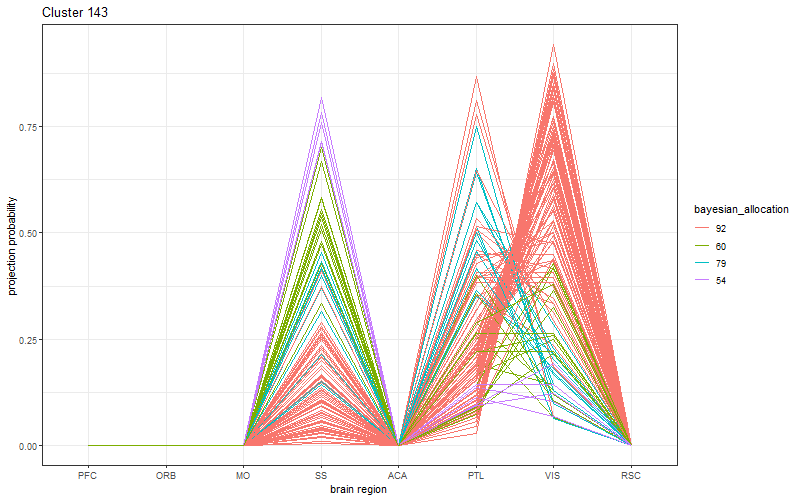 Cluster 143
projection probability
0.75
0.50
0.25
0.00
PFC ORB MO SS ACA PTL VIS RSC
brain region
bayesian_allocation
92
60
79
54